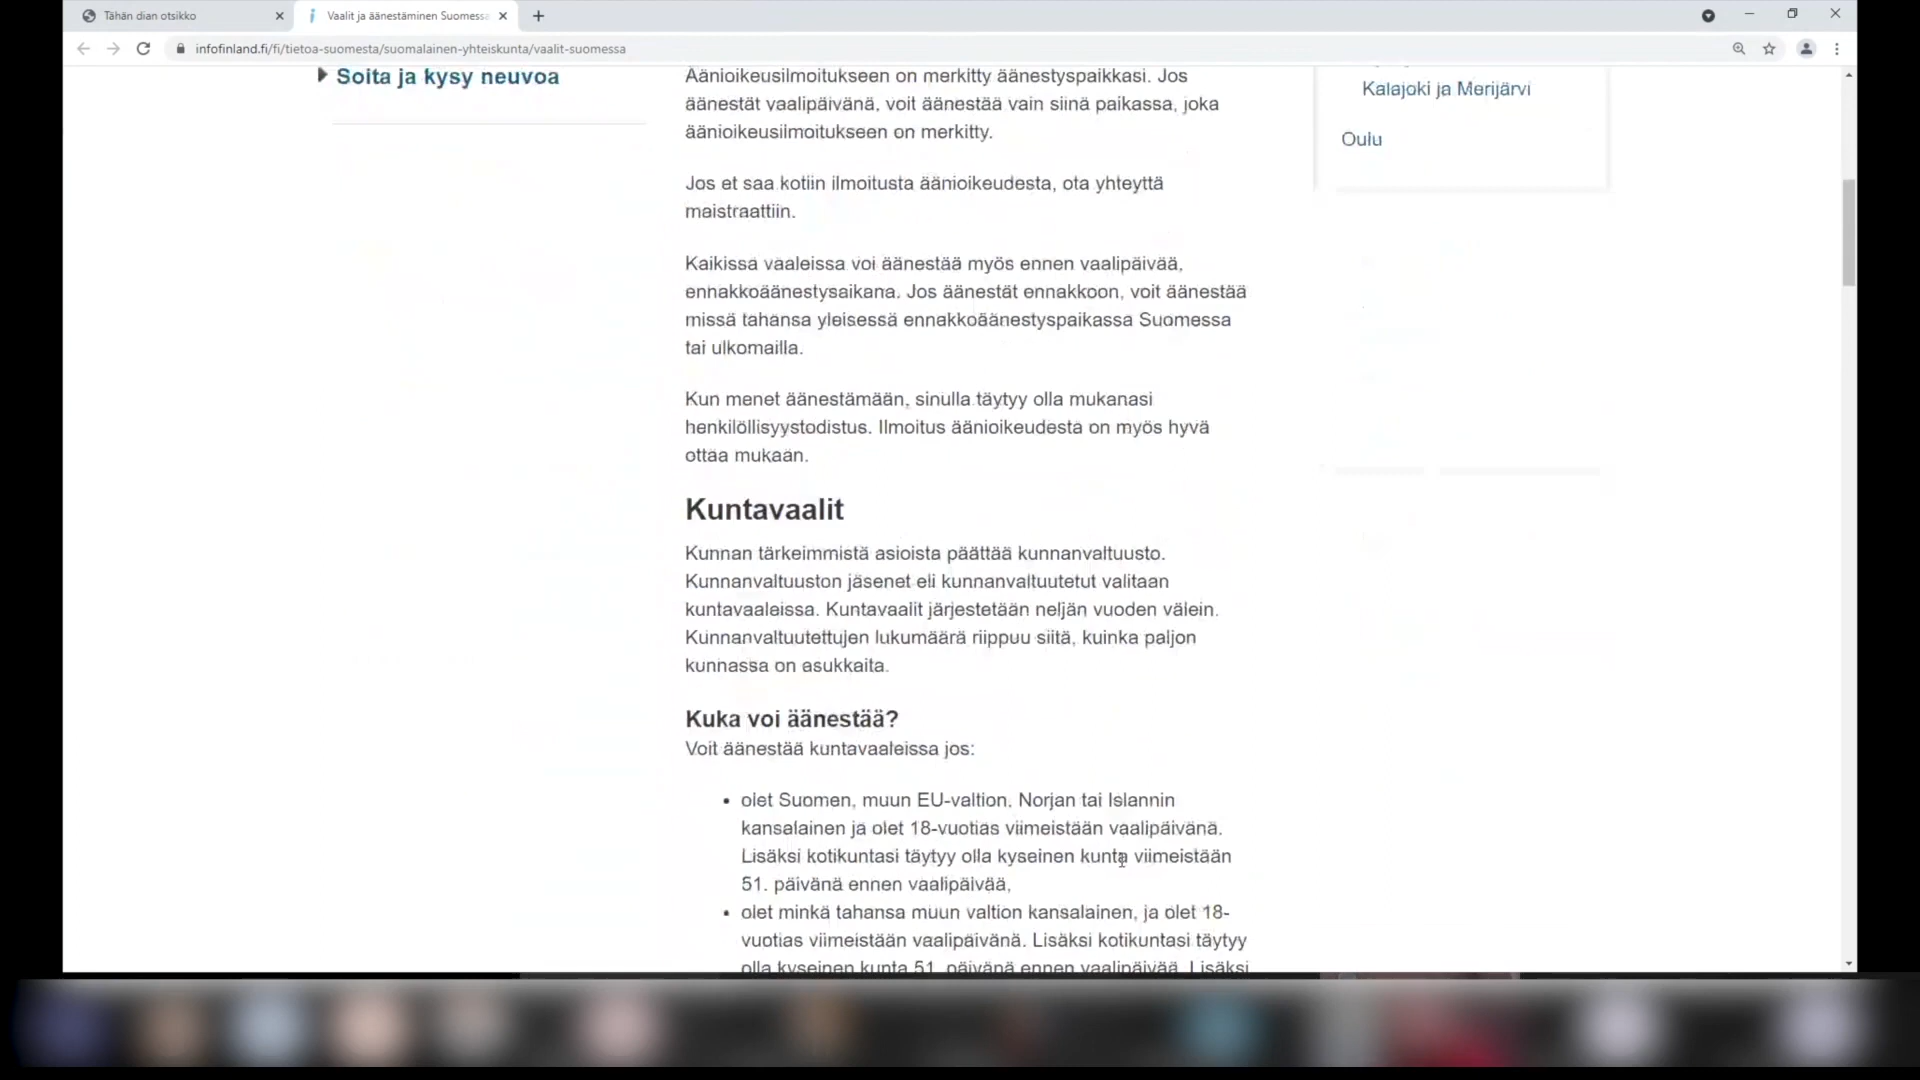 Tähän dian otsikko
Vaalit ja äänestäminen Suomessa
infofinland.fi/fi/tietoa-suomesta/suomalainen-yhteiskunta/vaalit-suomessa
Soita ja kysy neuvoa
Äänioikeusilmoitukseen on merkitty äänestyspaikkasi. Jos
äänestät vaalipäivänä, voit äänestää vain siinä paikassa, joka
äänioikeusilmoitukseen on merkitty.
Jos et saa kotiin ilmoitusta äänioikeudesta, ota yhteyttä
maistraattiin.
Kaikissa vaaleissa voi äänestää myös ennen vaalipäivää,
ennakkoäänestysaikana. Jos äänestät ennakkoon, voit äänestää
missä tahansa yleisessä ennakkoäänestyspaikassa Suomessa
tai ulkomailla.
Kun menet äänestämään, sinulla täytyy olla mukanasi
henkilöllisyystodistus. Ilmoitus äänioikeudesta on myös hyvä
ottaa mukaan.
Kuntavaalit
Kunnan tärkeimmistä asioista päättää kunnanvaltuusto.
Kunnanvaltuuston jäsenet eli kunnanvaltuutetut valitaan
kuntavaaleissa. Kuntavaalit järjestetään neljän vuoden välein.
Kunnanvaltuutettujen lukumäärä riippuu siitä, kuinka paljon
kunnassa on asukkaita.
Kuka voi äänestää?
Voit äänestää kuntavaaleissa jos:
• olet Suomen, muun EU-valtion, Norjan tai Islannin
kansalainen ja olet 18-vuotias viimeistään vaalipäivänä.
Lisäksi kotikuntasi täytyy olla kyseinen kunta viimeistään
51. päivänä ennen vaalipäivää,
• olet minkä tahansa muun valtion kansalainen, ja olet 18-
vuotias viimeistään vaalipäivänä. Lisäksi kotikuntasi täytyy
olla kyseinen kunta 51. päivänä ennen vaalipäivää. Lisäksi
Kalajoki ja Merijärvi
Oulu